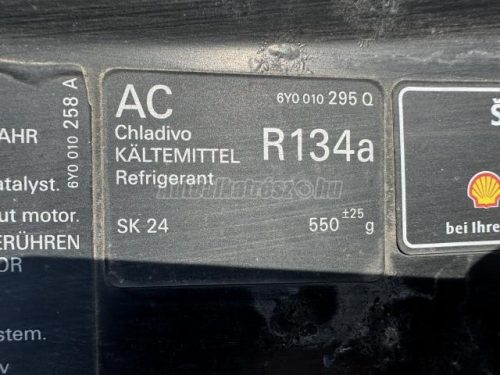 6Y0 010 258 A
AHR
atalyst.
ut motor.
ERÜHREN
OR
stem.
v
AC
6Y0 010 295 Q
Chladivo
KÄLTEMITTEL
Refrigerant
R134a
SK 24
550 ±25 g
Š
bei Ihre